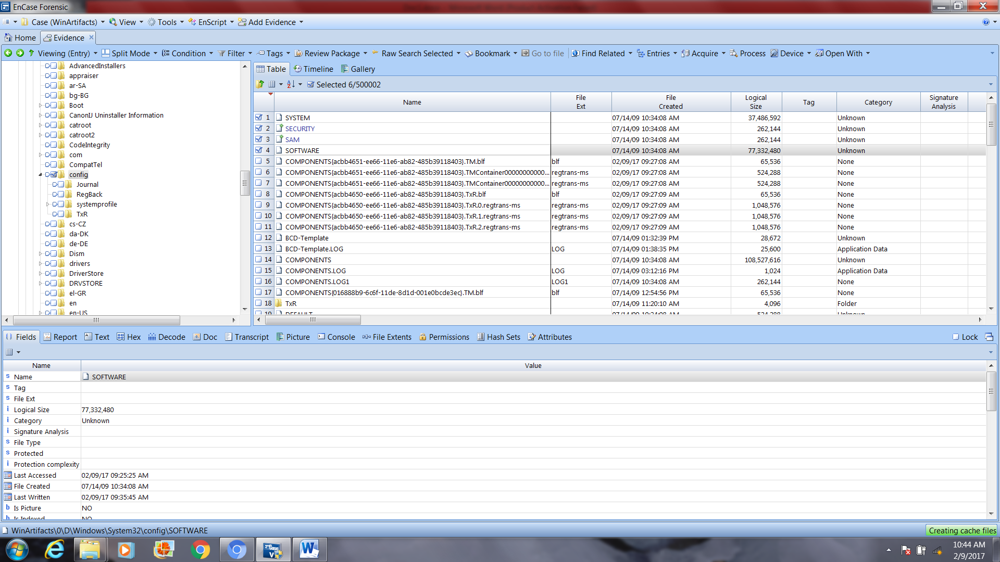 EnCase Forensic
Case (WinArtifacts) View Tools EnScript Add Evidence
Home Evidence
Viewing (Entry) Split Mode Condition Filter Tags Review Package Raw Search Selected Bookmark Go to file Find Related Entries Acquire Process Device Open With
AdvancedInstallers
appraiser
ar-SA
bg-BG
Boot
CanonIJ Uninstaller Information
catroot
catroot2
CodeIntegrity
com
CompatTel
config
Journal
RegBack
systemprofile
TxR
cs-CZ
da-DK
de-DE
Dism
drivers
DriverStore
DRVSTORE
el-GR
en
en-US
Table Timeline Gallery
Selected 6/500002
Name File Ext File Created Logical Size Tag Category Signature Analysis
1 SYSTEM 07/14/09 10:34:08 AM 37,486,592 Unknown
2 SECURITY 07/14/09 10:34:08 AM 262,144 Unknown
3 SAM 07/14/09 10:34:08 AM 262,144 Unknown
4 SOFTWARE 07/14/09 10:34:08 AM 77,332,480 Unknown
5 COMPONENTS{acbb4651-ee66-11e6-ab82-485b39118403}.TM.blf blf 02/09/17 09:27:08 AM 65,536 None
6 COMPONENTS{acbb4651-ee66-11e6-ab82-485b39118403}.TMContainer00000000000... regtrans-ms 02/09/17 09:27:08 AM 524,288 None
7 COMPONENTS{acbb4651-ee66-11e6-ab82-485b39118403}.TMContainer00000000000... regtrans-ms 02/09/17 09:27:08 AM 524,288 None
8 COMPONENTS{acbb4650-ee66-11e6-ab82-485b39118403}.TxR.blf blf 02/09/17 09:27:09 AM 65,536 None
9 COMPONENTS{acbb4650-ee66-11e6-ab82-485b39118403}.TxR.0.regtrans-ms regtrans-ms 02/09/17 09:27:09 AM 1,048,576 None
10 COMPONENTS{acbb4650-ee66-11e6-ab82-485b39118403}.TxR.1.regtrans-ms regtrans-ms 02/09/17 09:27:09 AM 1,048,576 None
11 COMPONENTS{acbb4650-ee66-11e6-ab82-485b39118403}.TxR.2.regtrans-ms regtrans-ms 02/09/17 09:27:09 AM 1,048,576 None
12 BCD-Template 07/14/09 01:32:39 PM 28,672 Unknown
13 BCD-Template.LOG LOG 07/14/09 01:38:35 PM 25,600 Application Data
14 COMPONENTS 07/14/09 10:34:08 AM 108,527,616 Unknown
15 COMPONENTS.LOG LOG 07/14/09 03:12:16 PM 1,024 Application Data
16 COMPONENTS.LOG1 LOG1 07/14/09 10:34:08 AM 262,144 None
17 COMPONENTS{016888b9-6c6f-11de-8d1d-001e0bcde3ec}.TM.blf blf 07/14/09 12:54:56 PM 65,536 None
18 TxR 07/14/09 11:20:10 AM 4,096 Folder
19 DEFAULT 07/14/09 10:34:08 AM 524,288 Unknown
Fields Report Text Hex Decode Doc Transcript Picture Console File Extents Permissions Hash Sets Attributes Lock
Name Value
Name SOFTWARE
Tag
File Ext
Logical Size 77,332,480
Category Unknown
Signature Analysis
File Type
Protected
Protection complexity
Last Accessed 02/09/17 09:25:25 AM
File Created 07/14/09 10:34:08 AM
Last Written 02/09/17 09:35:45 AM
Is Picture NO
Is Indexed NO
WinArtifacts\0\D\Windows\System32\config\SOFTWARE Creating cache files
10:44 AM
2/9/2017